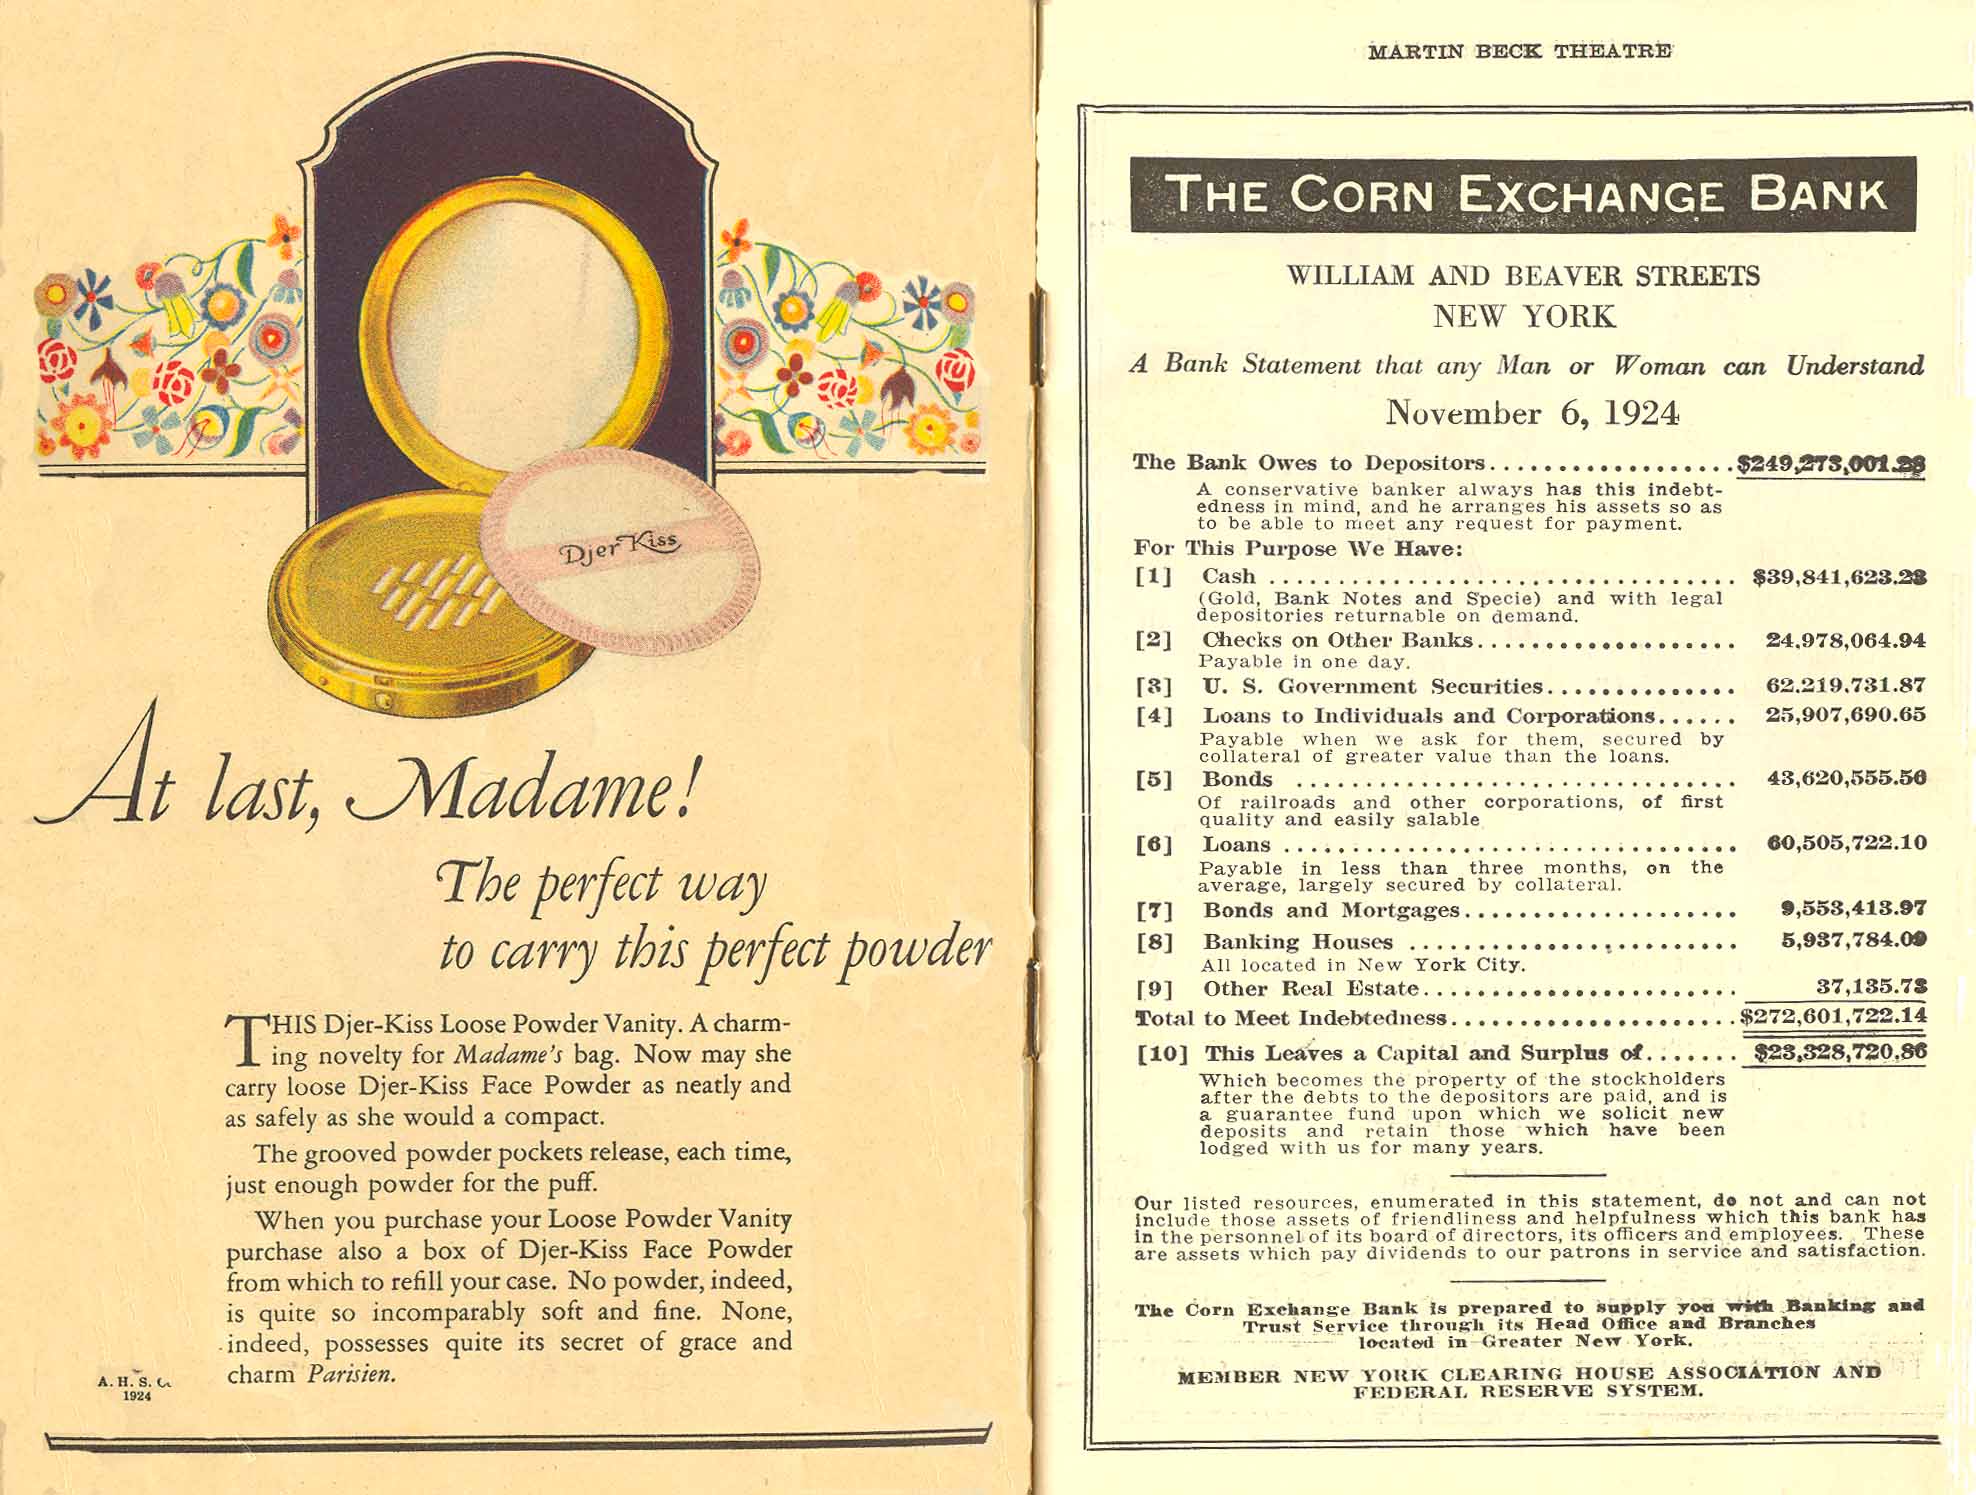 Djer Kiss
At last, Madame!
The perfect way
to carry this perfect powder
THIS Djer-Kiss Loose Powder Vanity. A charm-
ing novelty for Madame's bag. Now may she
carry loose Djer-Kiss Face Powder as neatly and
as safely as she would a compact.
The grooved powder pockets release, each time,
just enough powder for the puff.
When you purchase your Loose Powder Vanity
purchase also a box of Djer-Kiss Face Powder
from which to refill your case. No powder, indeed,
is quite so incomparably soft and fine. None,
indeed, possesses quite its secret of grace and
charm Parisien.
A. H. S. Co.
1924
MARTIN BECK THEATRE
THE CORN EXCHANGE BANK
WILLIAM AND BEAVER STREETS
NEW YORK
A Bank Statement that any Man or Woman can Understand
November 6, 1924
The Bank Owes to Depositors..................$249,273,001.28
A conservative banker always has this indebt-
edness in mind, and he arranges his assets so as
to be able to meet any request for payment.
For This Purpose We Have:
[1] Cash .................................. $39,841,623.23
(Gold, Bank Notes and Specie) and with legal
depositories returnable on demand.
[2] Checks on Other Banks................... 24,978,064.94
Payable in one day.
[3] U. S. Government Securities.............. 62,219,731.87
[4] Loans to Individuals and Corporations...... 25,907,690.65
Payable when we ask for them, secured by
collateral of greater value than the loans.
[5] Bonds ................................ 43,620,555.56
Of railroads and other corporations, of first
quality and easily salable
[6] Loans ................................. 60,505,722.10
Payable in less than three months, on the
average, largely secured by collateral.
[7] Bonds and Mortgages.................... 9,553,413.97
[8] Banking Houses ........................ 5,937,784.09
All located in New York City.
[9] Other Real Estate....................... 37,135.73
Total to Meet Indebtedness.....................$272,601,722.14
[10] This Leaves a Capital and Surplus of....... $23,328,720.86
Which becomes the property of the stockholders
after the debts to the depositors are paid, and is
a guarantee fund upon which we solicit new
deposits and retain those which have been
lodged with us for many years.
Our listed resources, enumerated in this statement, do not and can not
include those assets of friendliness and helpfulness which this bank has
in the personnel of its board of directors, its officers and employees. These
are assets which pay dividends to our patrons in service and satisfaction.
The Corn Exchange Bank is prepared to supply you with Banking and
Trust Service through its Head Office and Branches
located in Greater New York.
MEMBER NEW YORK CLEARING HOUSE ASSOCIATION AND
FEDERAL RESERVE SYSTEM.